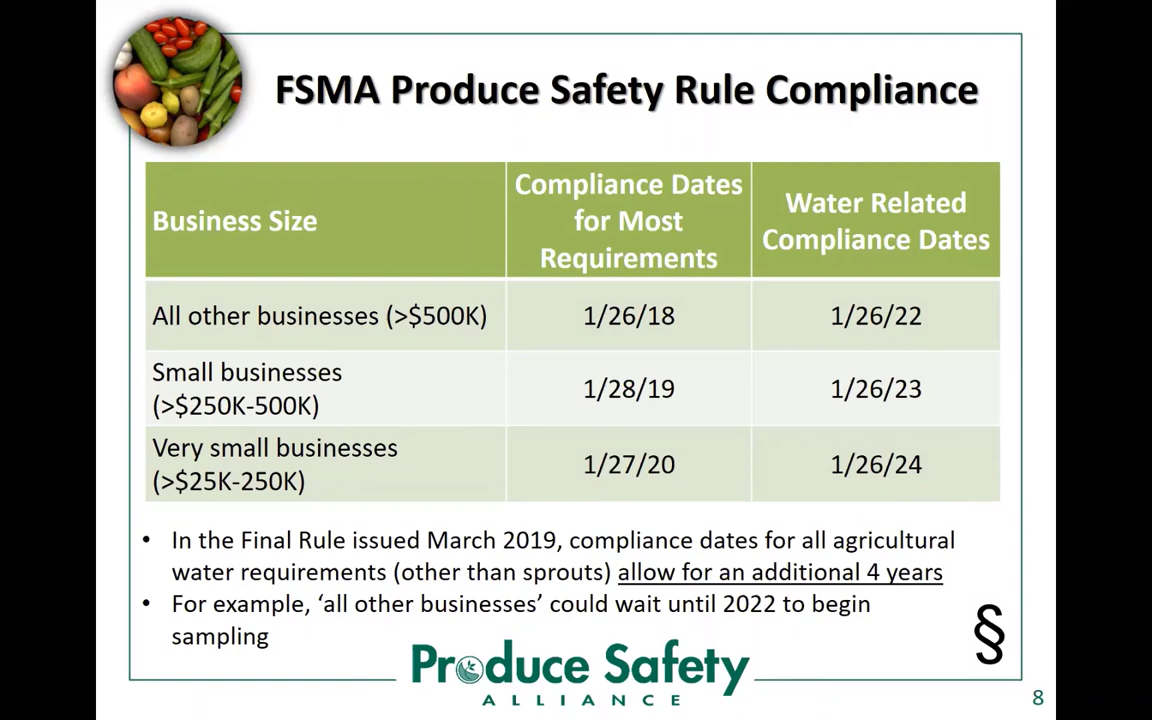 FSMA Produce Safety Rule Compliance
Business Size
Compliance Dates
for Most
Requirements
Water Related
Compliance Dates
All other businesses (>$500K)
1/26/18
1/26/22
Small businesses
(>$250K-500K)
1/28/19
1/26/23
Very small businesses
(>$25K-250K)
1/27/20
1/26/24
• In the Final Rule issued March 2019, compliance dates for all agricultural
water requirements (other than sprouts) allow for an additional 4 years
• For example, ‘all other businesses’ could wait until 2022 to begin
sampling
§
Produce Safety
ALLIANCE
8